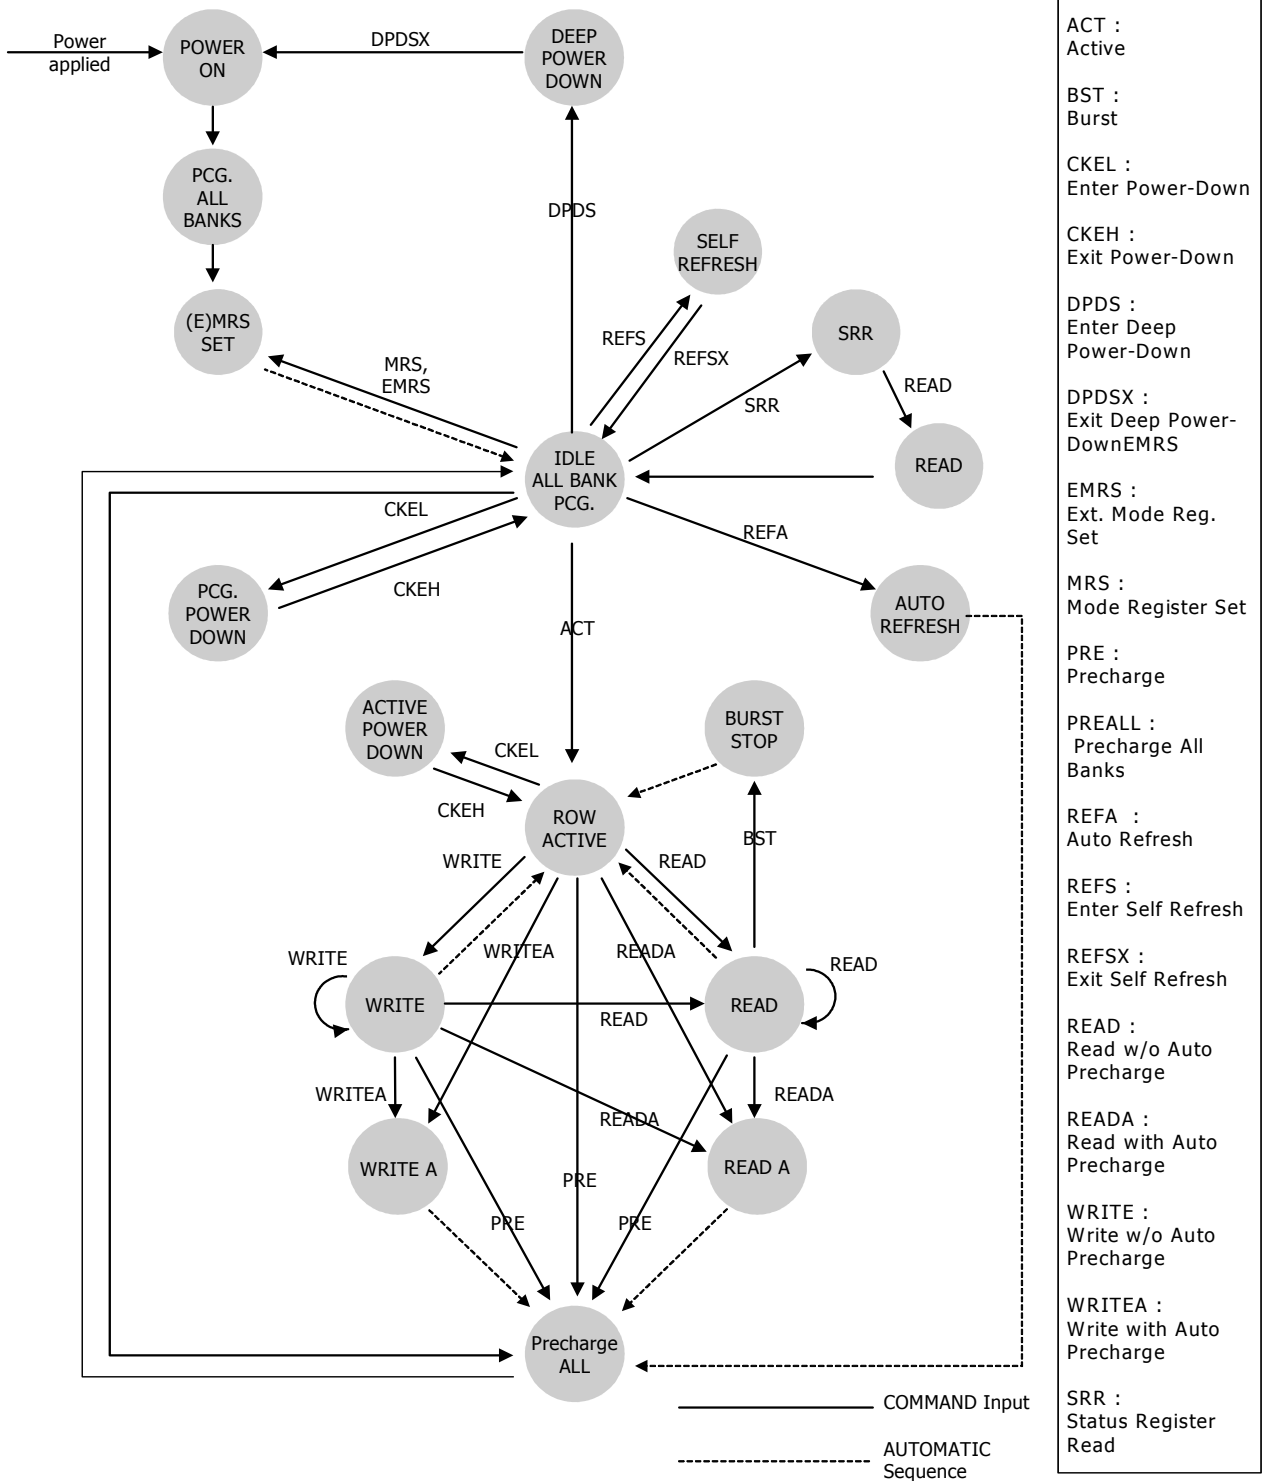 Power
applied
POWER
ON
DPDSX
DEEP
POWER
DOWN
PCG.
ALL
BANKS
DPDS
SELF
REFRESH
(E)MRS
SET
MRS,
EMRS
REFS
REFSX
SRR
SRR
READ
READ
IDLE
ALL BANK
PCG.
CKEL
CKEH
REFA
PCG.
POWER
DOWN
ACT
AUTO
REFRESH
ACTIVE
POWER
DOWN
CKEL
CKEH
BURST
STOP
ROW
ACTIVE
BST
WRITE
READ
WRITEA
READA
WRITE
WRITE
READ
READ
READ
WRITEA
READA
READA
WRITE A
READ A
PRE
PRE
PRE
Precharge
ALL
COMMAND Input
AUTOMATIC
Sequence
ACT :
Active
BST :
Burst
CKEL :
Enter Power-Down
CKEH :
Exit Power-Down
DPDS :
Enter Deep
Power-Down
DPDSX :
Exit Deep Power-
DownEMRS
EMRS :
Ext. Mode Reg.
Set
MRS :
Mode Register Set
PRE :
Precharge
PREALL :
Precharge All
Banks
REFA :
Auto Refresh
REFS :
Enter Self Refresh
REFSX :
Exit Self Refresh
READ :
Read w/o Auto
Precharge
READA :
Read with Auto
Precharge
WRITE :
Write w/o Auto
Precharge
WRITEA :
Write with Auto
Precharge
SRR :
Status Register
Read